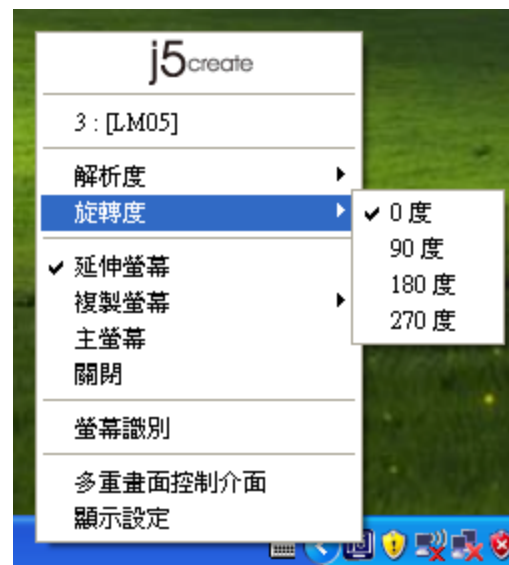 j5create
3 : [LM05]
解析度
旋轉度
0 度
90 度
180 度
270 度
延伸螢幕
複製螢幕
主螢幕
關閉
螢幕識別
多重畫面控制介面
顯示設定